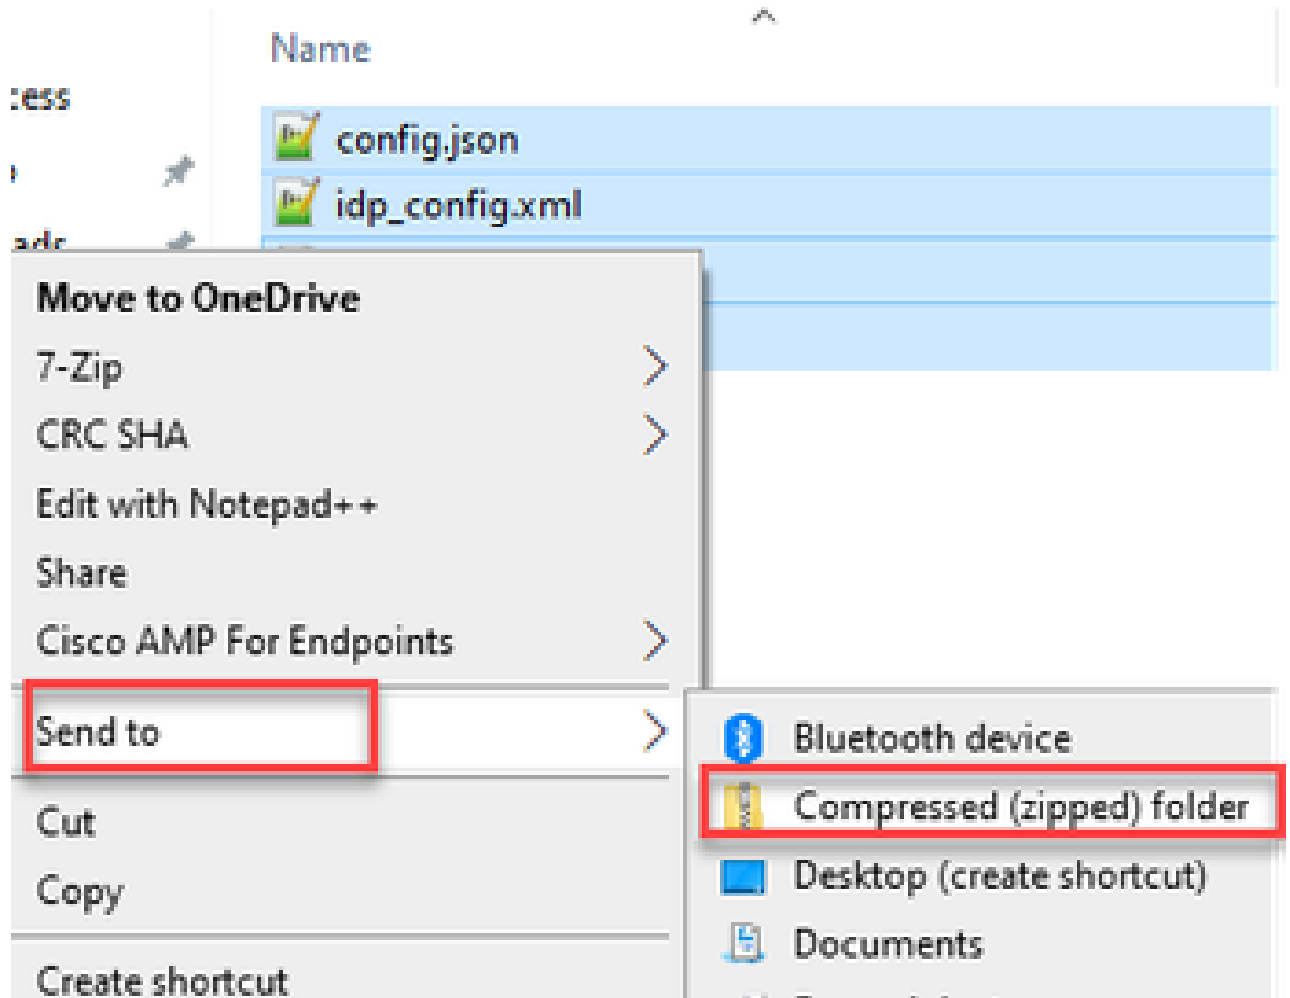 Name
config.json
idp_config.xml
Move to OneDrive
7-Zip
CRC SHA
Edit with Notepad++
Share
Cisco AMP For Endpoints
Send to
Cut
Copy
Create shortcut
Bluetooth device
Compressed (zipped) folder
Desktop (create shortcut)
Documents